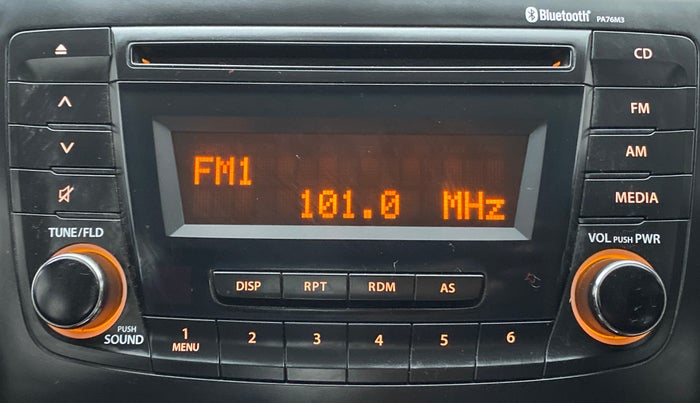 Bluetooth® PA76M3
CD
FM
AM
MEDIA
FM1
101.0 MHz
TUNE/FLD
VOL PUSH PWR
DISP RPT RDM AS
PUSH
SOUND
1 2 3 4 5 6
MENU